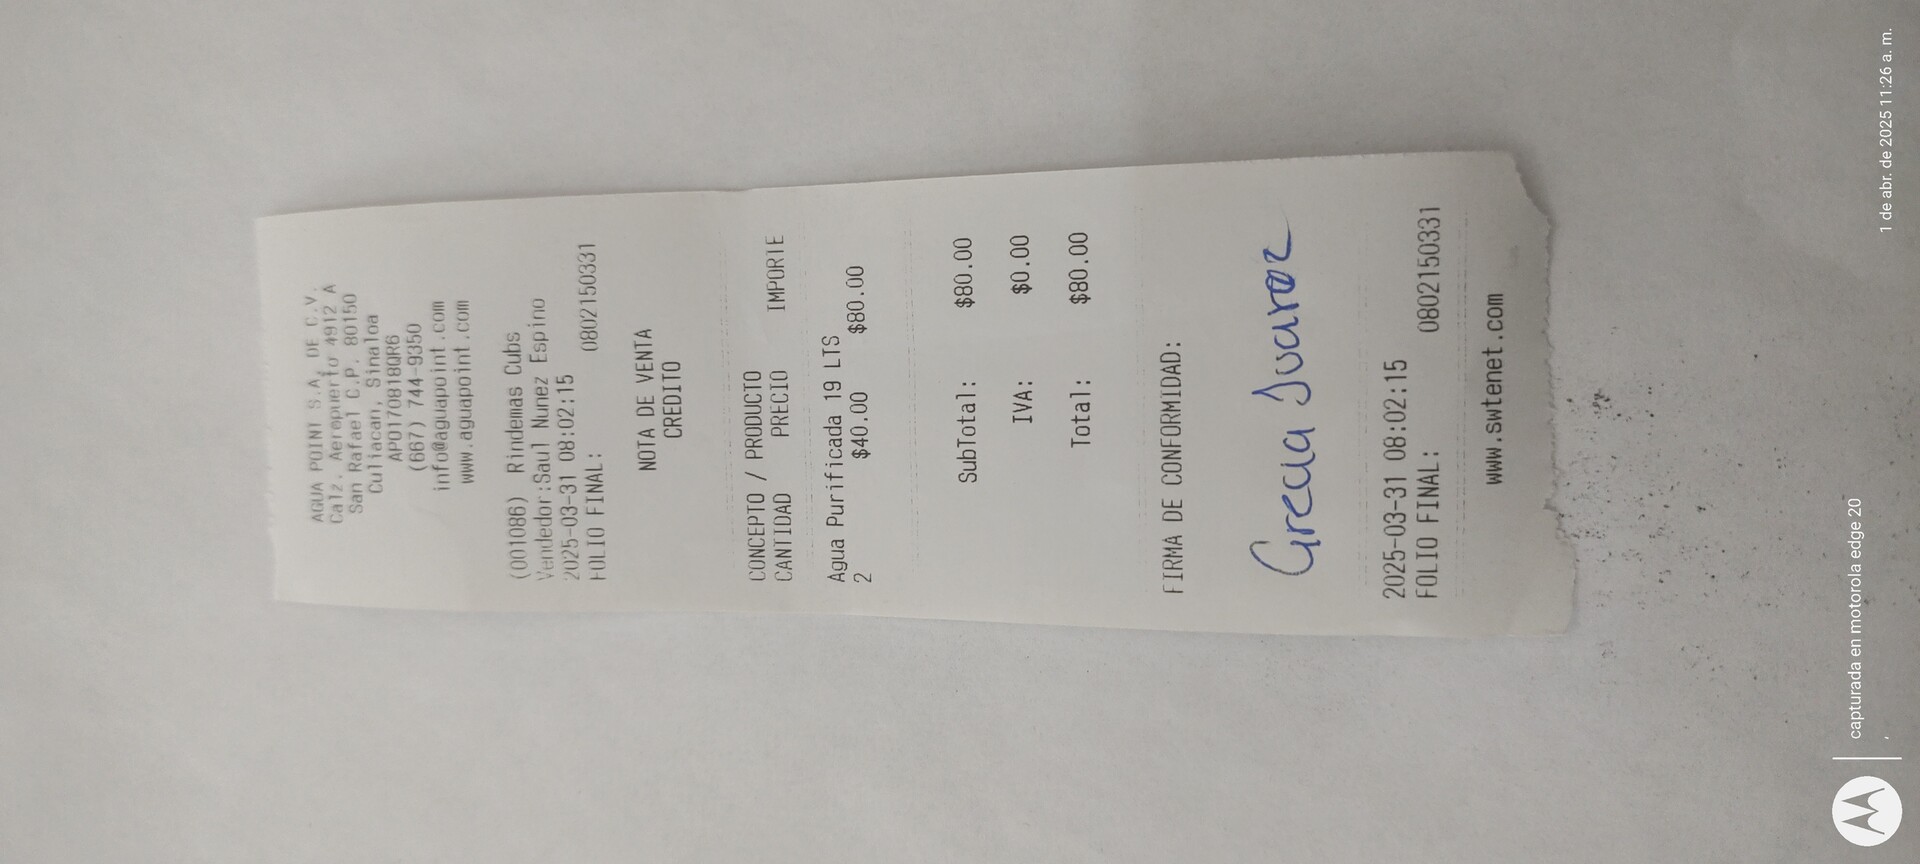 AGUA POINT S.A. DE C.V.
Calz. Aeropuerto 4912 A
San Rafael C.P. 80150
Culiacan, Sinaloa
APO170818QR6
(667) 744-9350
info@aguapoint.com
www.aguapoint.com
(001086) Rindemas Cubs
Vendedor:Saul Nunez Espino
2025-03-31 08:02:15
FOLIO FINAL: 0802150331
NOTA DE VENTA
CREDITO
CONCEPTO / PRODUCTO
CANTIDAD PRECIO IMPORTE
Agua Purificada 19 LTS
2 $40.00 $80.00
SubTotal: $80.00
IVA: $0.00
Total: $80.00
FIRMA DE CONFORMIDAD:
Grecia Juarez
2025-03-31 08:02:15
FOLIO FINAL: 0802150331
www.swtenet.com
capturada en motorola edge 20
,
1 de abr. de 2025 11:26 a. m.